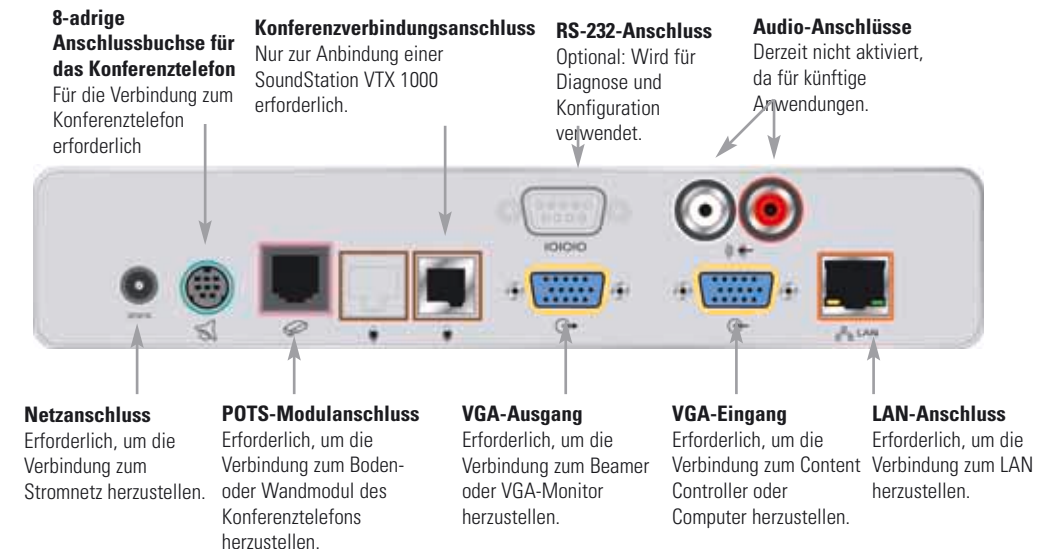 8-adrige
Anschlussbuchse für
das Konferenztelefon
Für die Verbindung zum
Konferenztelefon
erforderlich
Konferenzverbindungsanschluss
Nur zur Anbindung einer
SoundStation VTX 1000
erforderlich.
RS-232-Anschluss
Optional: Wird für
Diagnose und
Konfiguration
verwendet.
Audio-Anschlüsse
Derzeit nicht aktiviert,
da für künftige
Anwendungen.
IOIOIO
LAN
Netzanschluss
Erforderlich, um die
Verbindung zum
Stromnetz herzustellen.
POTS-Modulanschluss
Erforderlich, um die
Verbindung zum Boden-
oder Wandmodul des
Konferenztelefons
herzustellen.
VGA-Ausgang
Erforderlich, um die
Verbindung zum Beamer
oder VGA-Monitor
herzustellen.
VGA-Eingang
Erforderlich, um die
Verbindung zum Content
Controller oder
Computer herzustellen.
LAN-Anschluss
Erforderlich, um die
Verbindung zum LAN
herzustellen.